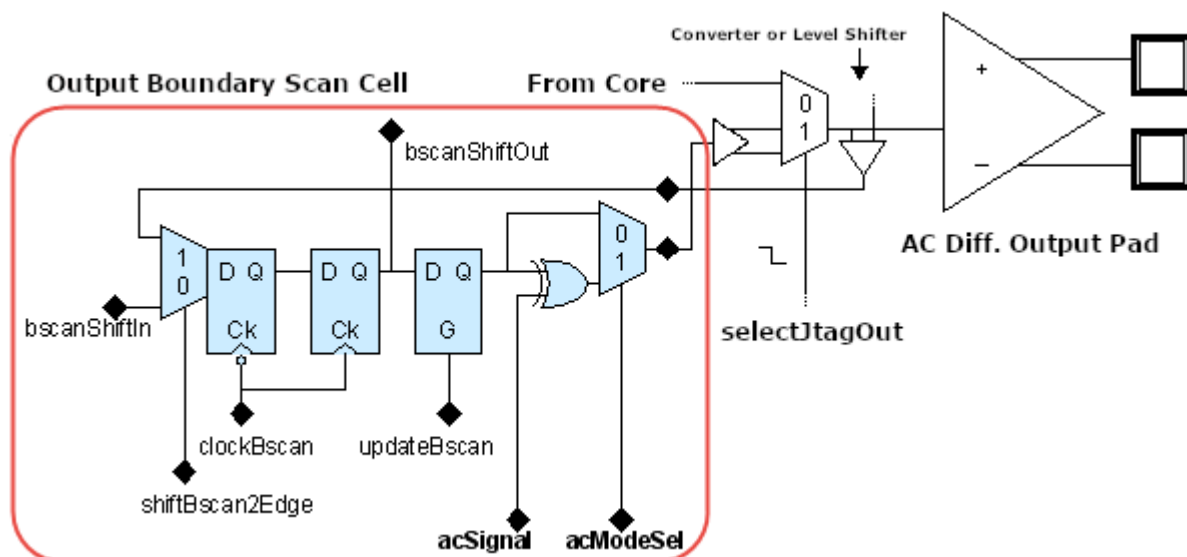 Converter or Level Shifter
Output Boundary Scan Cell
From Core
+
0
1
bscanShiftOut
−
0
1
AC Diff. Output Pad
1
0
D Q
D Q
D Q
bscanShiftIn
Ck
Ck
G
selectJtagOut
clockBscan
updateBscan
shiftBscan2Edge
acSignal
acModeSel